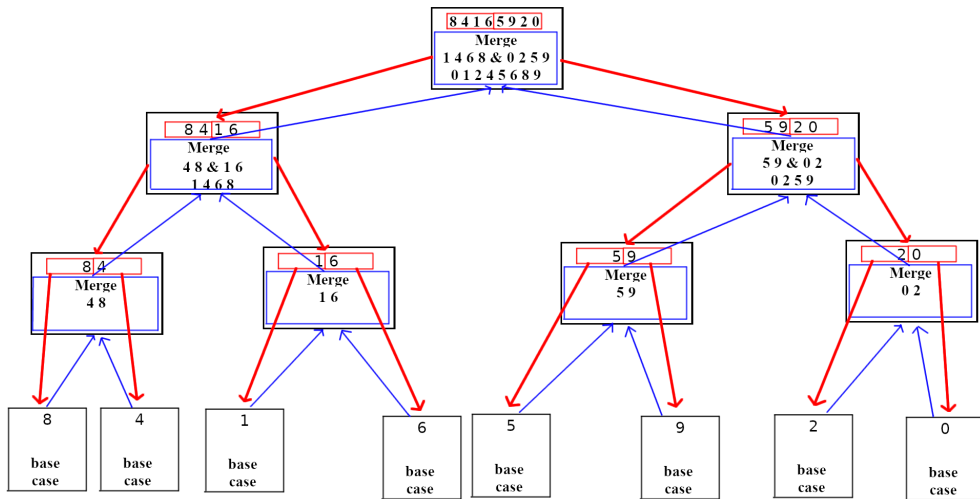 8 4 1 6 5 9 2 0
Merge
1 4 6 8 & 0 2 5 9
0 1 2 4 5 6 8 9
8 4 1 6
Merge
4 8 & 1 6
1 4 6 8
5 9 2 0
Merge
5 9 & 0 2
0 2 5 9
8 4
Merge
4 8
1 6
Merge
1 6
5 9
Merge
5 9
2 0
Merge
0 2
8
base
case
4
base
case
1
base
case
6
base
case
5
base
case
9
base
case
2
base
case
0
base
case